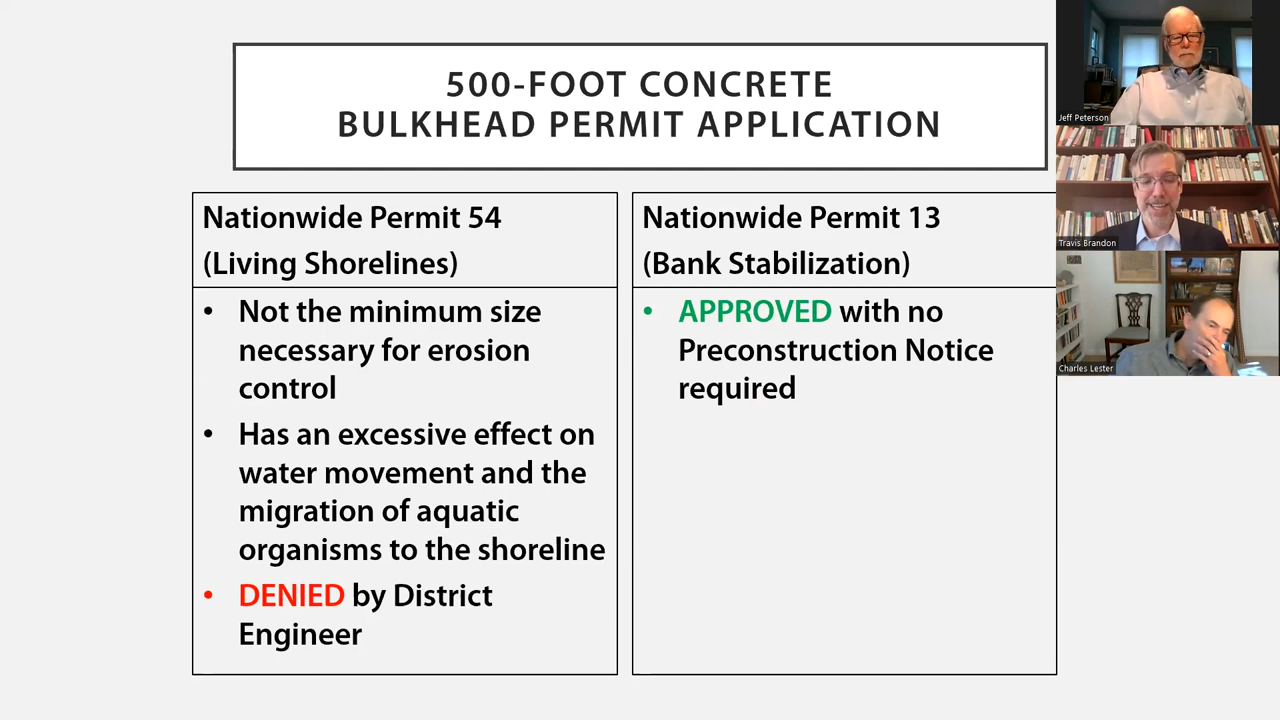 500-FOOT CONCRETE
BULKHEAD PERMIT APPLICATION
Nationwide Permit 54
(Living Shorelines)
• Not the minimum size
necessary for erosion
control
• Has an excessive effect on
water movement and the
migration of aquatic
organisms to the shoreline
• DENIED by District
Engineer
Nationwide Permit 13
(Bank Stabilization)
• APPROVED with no
Preconstruction Notice
required
Jeff Peterson
Travis Brandon
Charles Lester